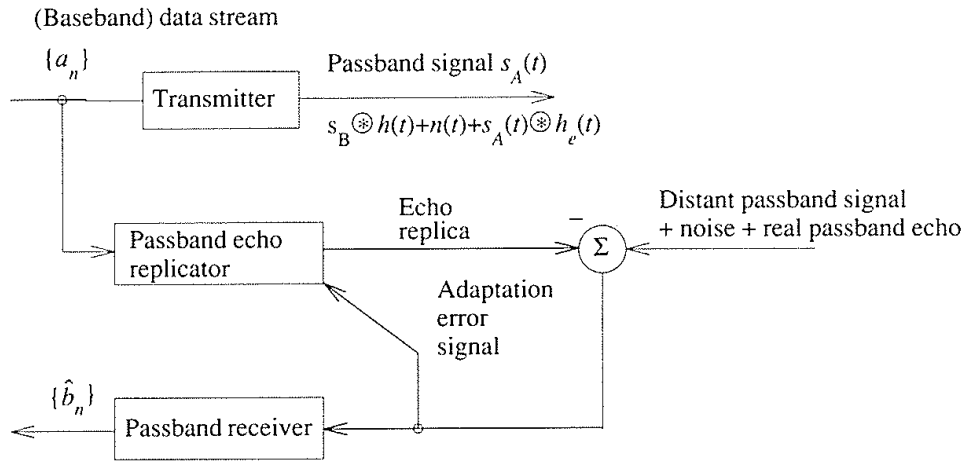 (Baseband) data stream
{a_n}
Transmitter
Passband signal s_A(t)
s_B ⊛ h(t)+n(t)+s_A(t) ⊛ h_e(t)
Passband echo
replicator
Echo
replica
−
Σ
Distant passband signal
+ noise + real passband echo
Adaptation
error
signal
{b̂_n}
Passband receiver